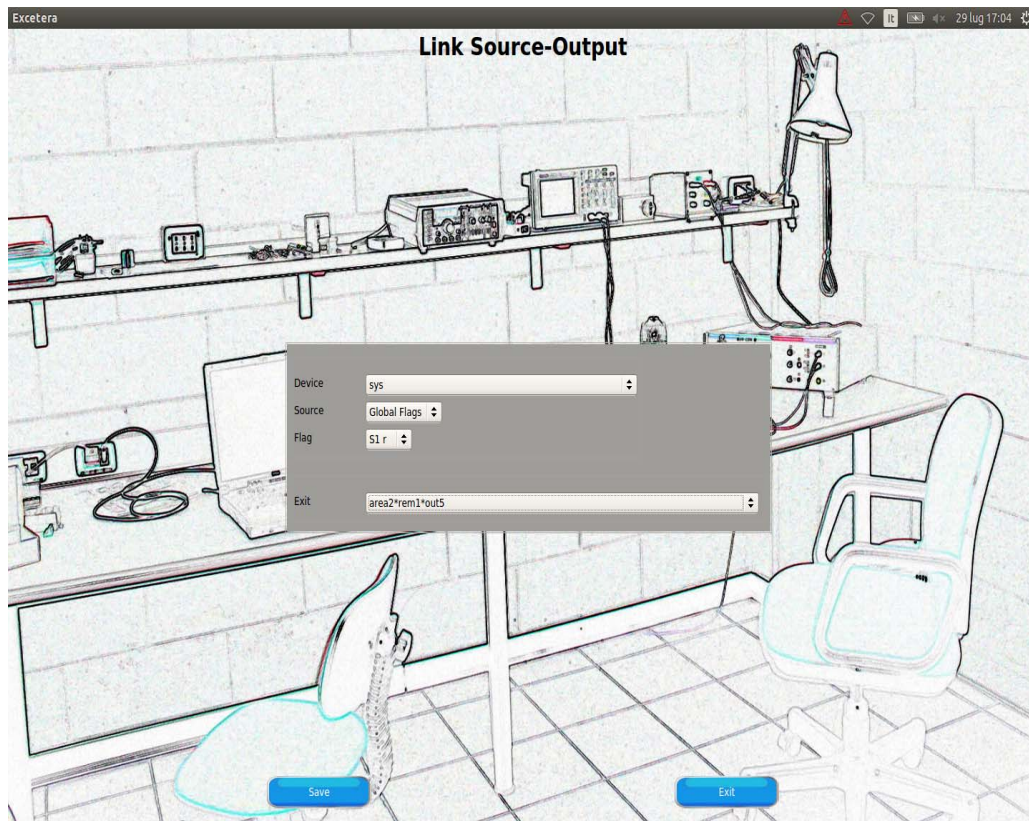 Excetera It 29 lug 17:04
Link Source-Output
Device sys
Source Global Flags
Flag S1 r
Exit area2*rem1*out5
Save Exit